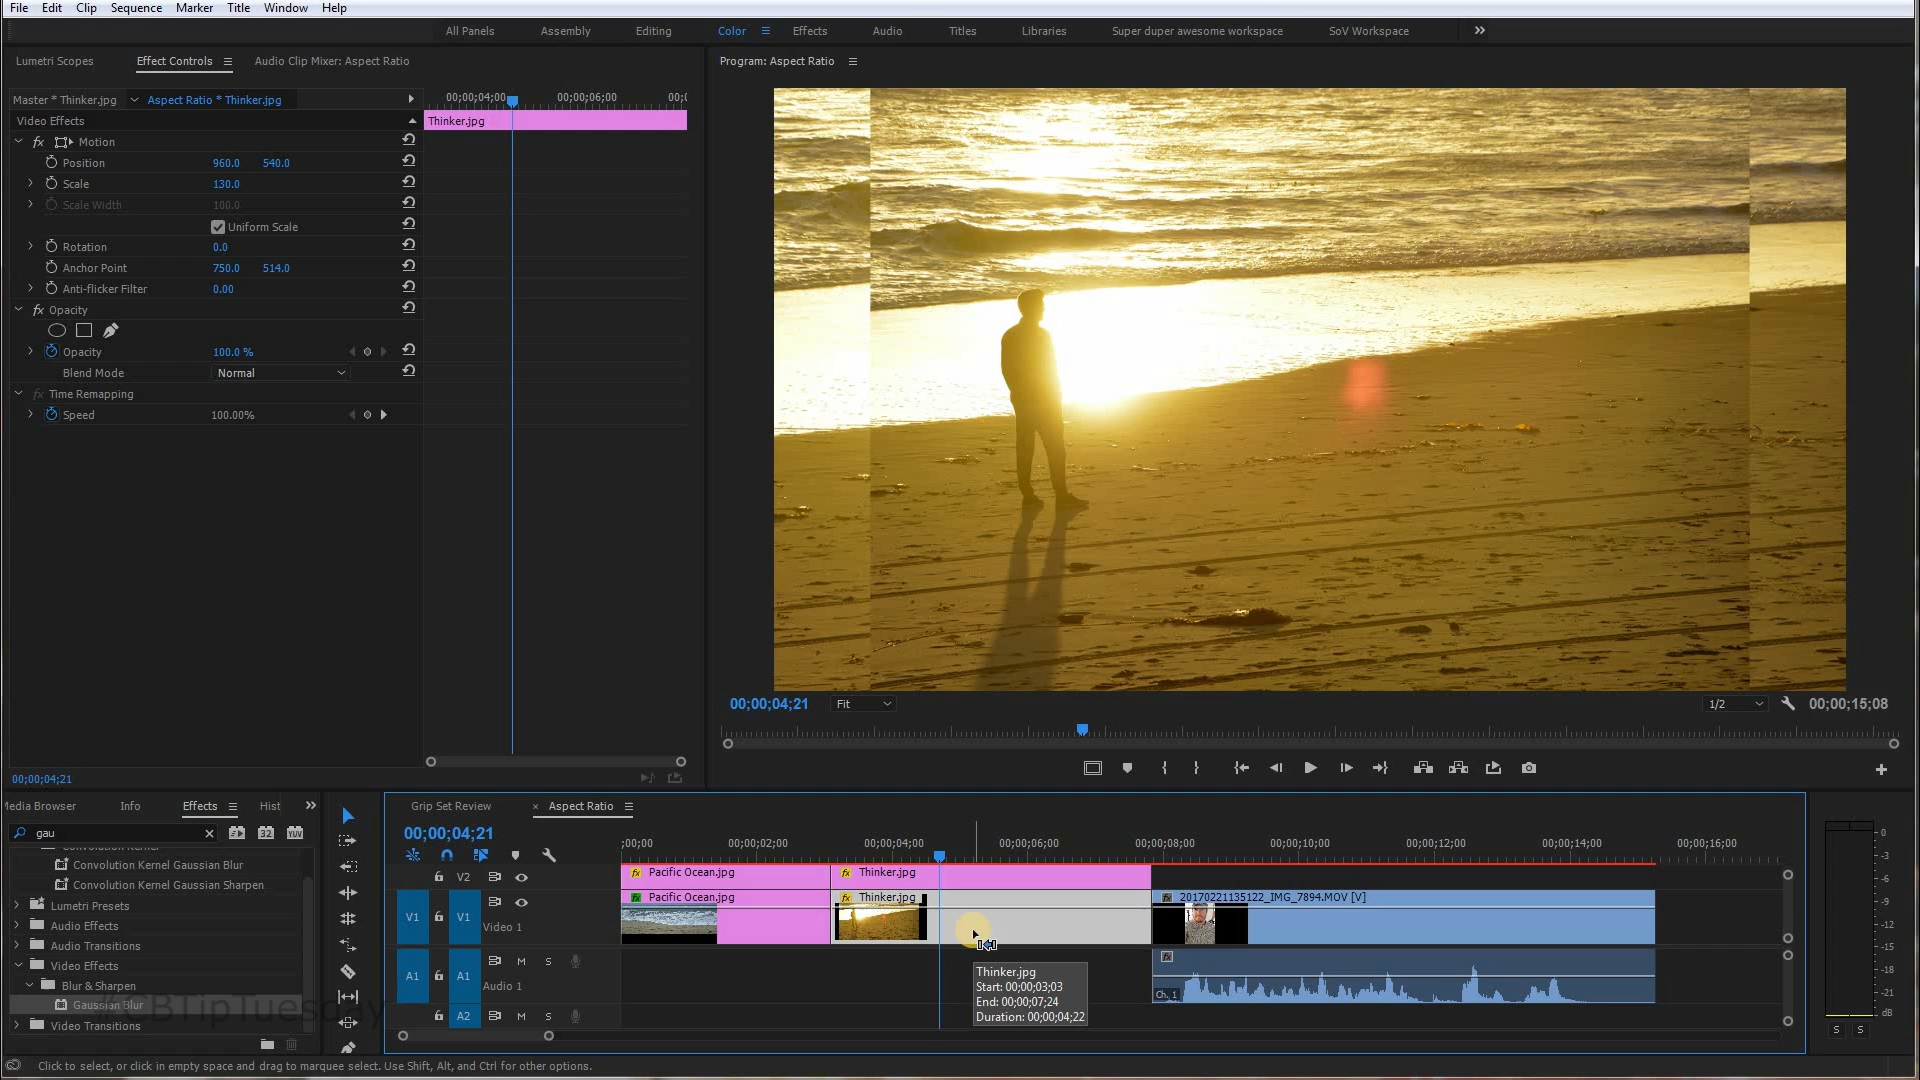 File Edit Clip Sequence Marker Title Window Help
All Panels Assembly Editing Color Effects Audio Titles Libraries Super duper awesome workspace SoV Workspace
Lumetri Scopes Effect Controls Audio Clip Mixer: Aspect Ratio
Program: Aspect Ratio
Master * Thinker.jpg Aspect Ratio * Thinker.jpg
00;00;04;00 00;00;06;00
Video Effects
Thinker.jpg
fx Motion
Position 960.0 540.0
Scale 130.0
Scale Width 100.0
Uniform Scale
Rotation 0.0
Anchor Point 750.0 514.0
Anti-flicker Filter 0.00
fx Opacity
Opacity 100.0 %
Blend Mode Normal
fx Time Remapping
Speed 100.00%
00;00;04;21 Fit 1/2 00;00;15;08
00;00;04;21
Media Browser Info Effects Hist
gau 32 YUV
Convolution Kernel Gaussian Blur
Convolution Kernel Gaussian Sharpen
Lumetri Presets
Audio Effects
Audio Transitions
Video Effects
Blur & Sharpen
Gaussian Blur
Video Transitions
#CBTipTuesday
Grip Set Review × Aspect Ratio
00;00;04;21
;00;00 00;00;02;00 00;00;04;00 00;00;06;00 00;00;08;00 00;00;10;00 00;00;12;00 00;00;14;00 00;00;16;00
V2 fx Pacific Ocean.jpg fx Thinker.jpg
V1 V1 Video 1 fx Pacific Ocean.jpg fx Thinker.jpg fx 20170221135122_IMG_7894.MOV [V]
A1 A1 M S Audio 1 fx Ch. 1
A2 M S
Thinker.jpg
Start: 00;00;03;03
End: 00;00;07;24
Duration: 00;00;04;22
0
-3
-6
-9
-12
-15
-18
-21
dB
S S
Click to select, or click in empty space and drag to marquee select. Use Shift, Alt, and Ctrl for other options.